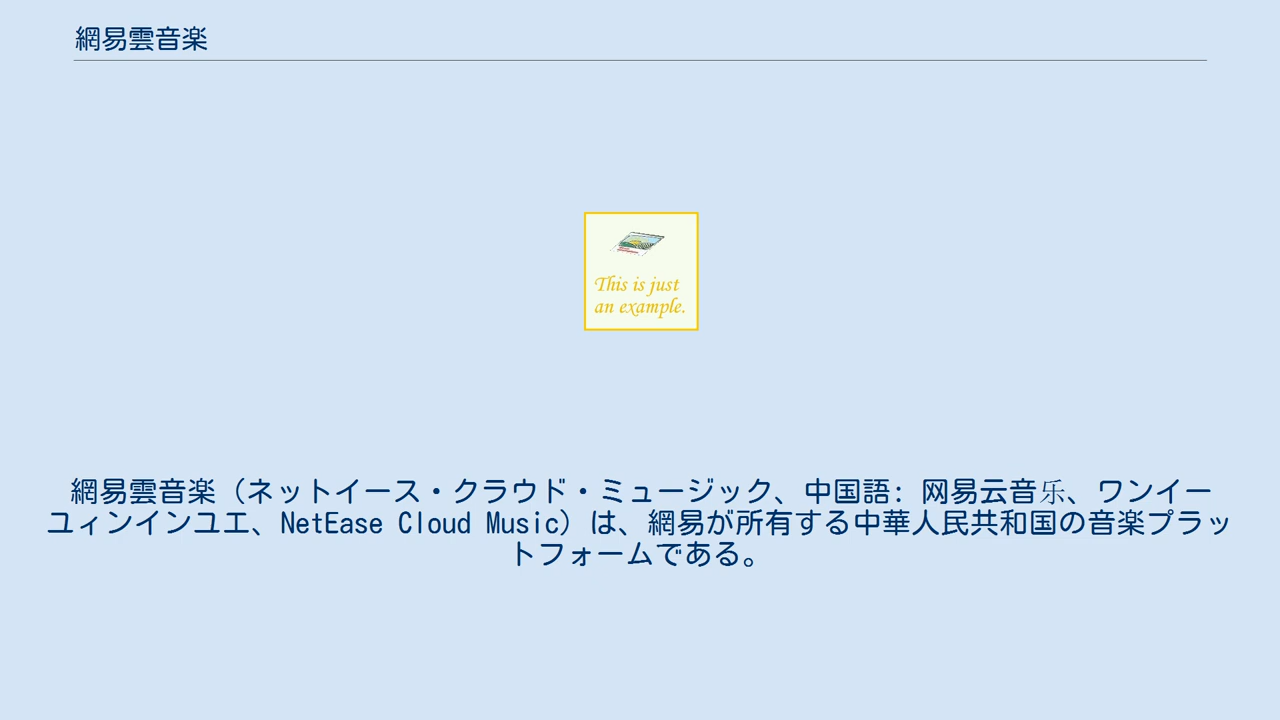 網易雲音楽
This is just
an example.
網易雲音楽（ネットイース・クラウド・ミュージック、中国語: 网易云音乐、ワンイー
ユィンインユエ、NetEase Cloud Music）は、網易が所有する中華人民共和国の音楽プラッ
トフォームである。